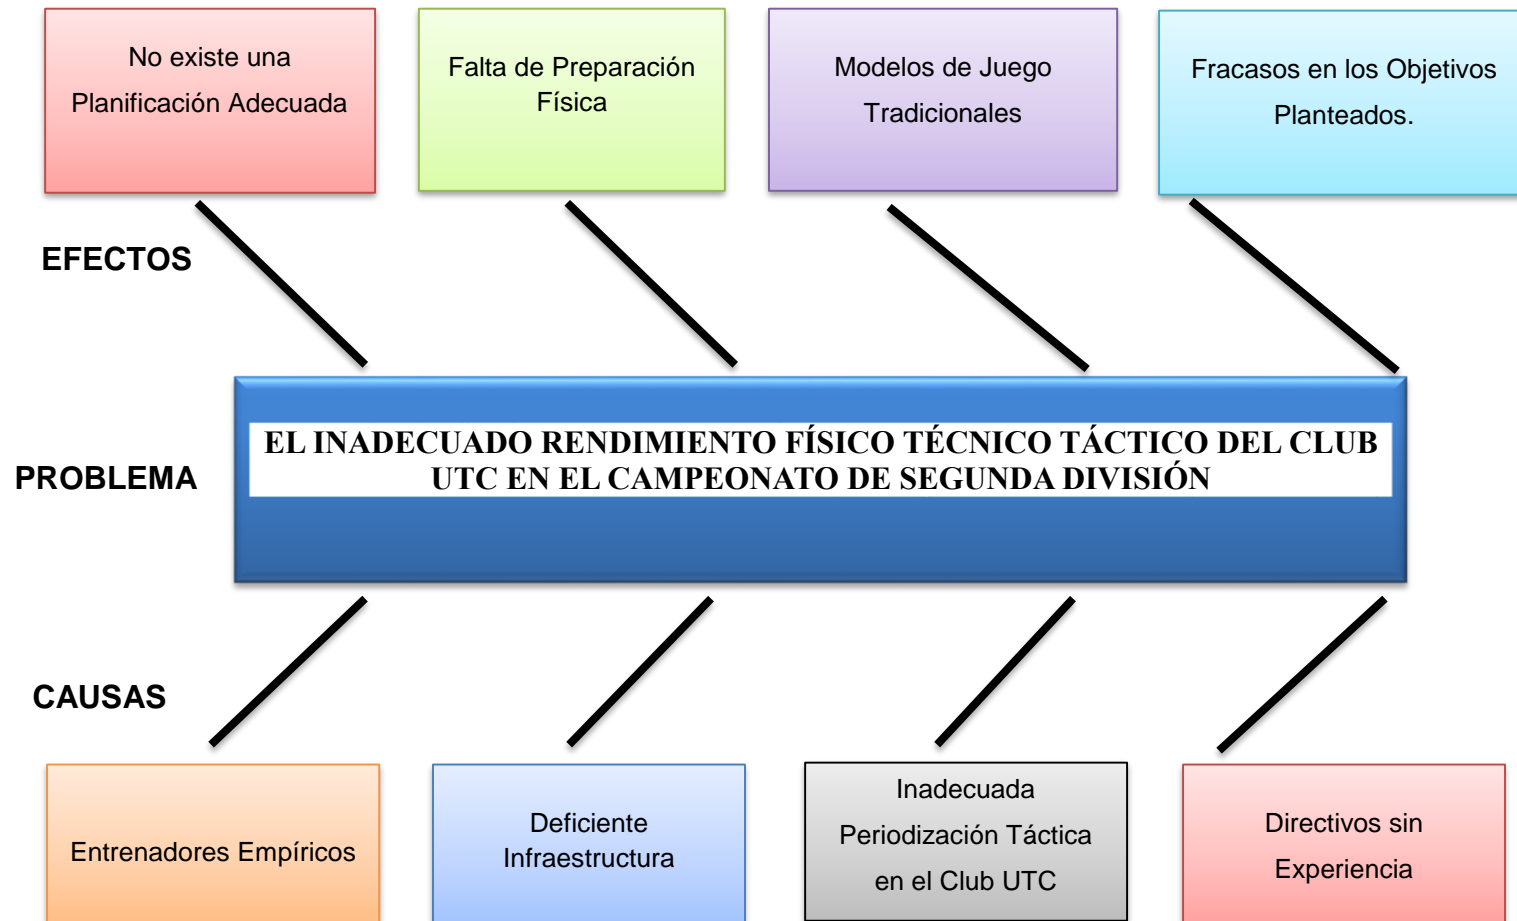 No existe una
Planificación Adecuada
Falta de Preparación
Física
Modelos de Juego
Tradicionales
Fracasos en los Objetivos
Planteados.
EFECTOS
PROBLEMA
EL INADECUADO RENDIMIENTO FÍSICO TÉCNICO TÁCTICO DEL CLUB
UTC EN EL CAMPEONATO DE SEGUNDA DIVISIÓN
CAUSAS
Entrenadores Empíricos
Deficiente
Infraestructura
Inadecuada
Periodización Táctica
en el Club UTC
Directivos sin
Experiencia